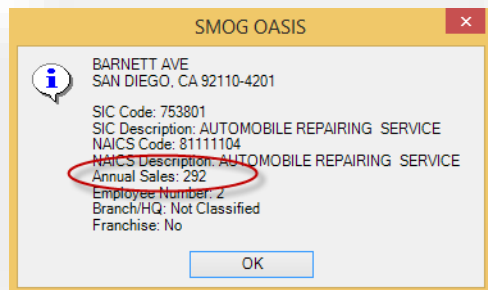 SMOG OASIS
BARNETT AVE
SAN DIEGO, CA 92110-4201
SIC Code: 753801
SIC Description: AUTOMOBILE REPAIRING SERVICE
NAICS Code: 81111104
NAICS Description: AUTOMOBILE REPAIRING SERVICE
Annual Sales: 292
Employee Number: 2
Branch/HQ: Not Classified
Franchise: No
OK